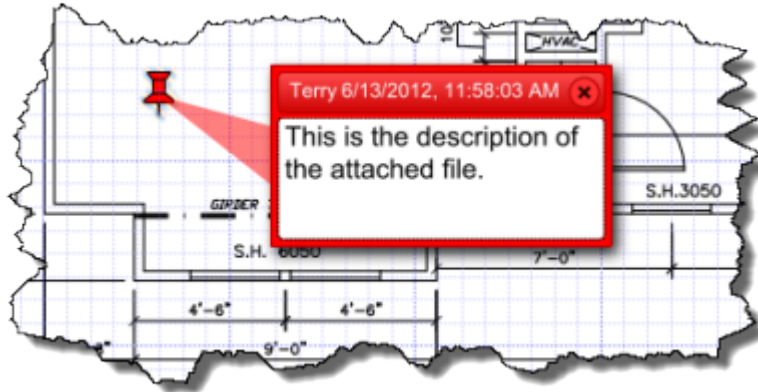 10'
HVAC
Terry 6/13/2012, 11:58:03 AM
This is the description of
the attached file.
S.H.3050
GIRDER
S.H. 6050
7'-0"
4'-6" 4'-6"
9'-0"